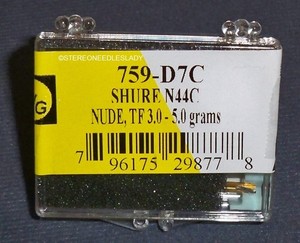 ©STEREONEEDLESLADY
759-D7C
SHURE N44C
NUDE, TF 3.0 - 5.0 grams
7 96175 29877 8